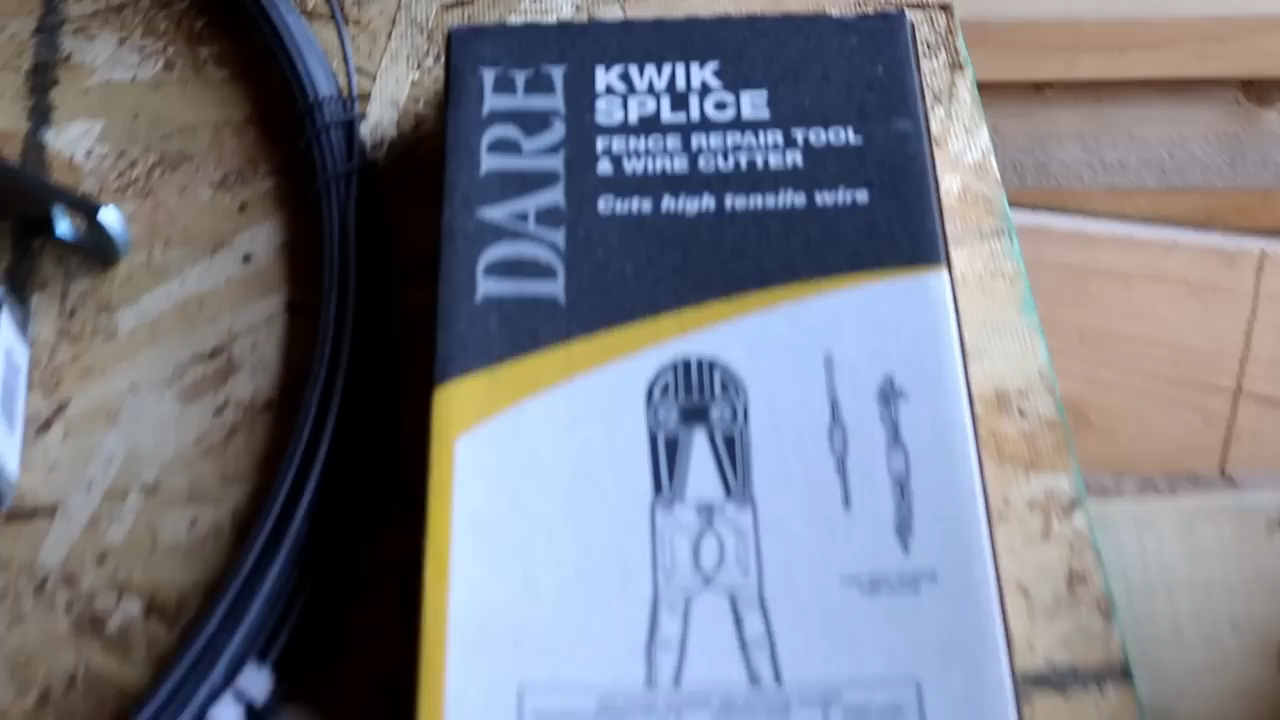 DARE
KWIK
SPLICE
FENCE REPAIR TOOL
& WIRE CUTTER
Cuts high tensile wire